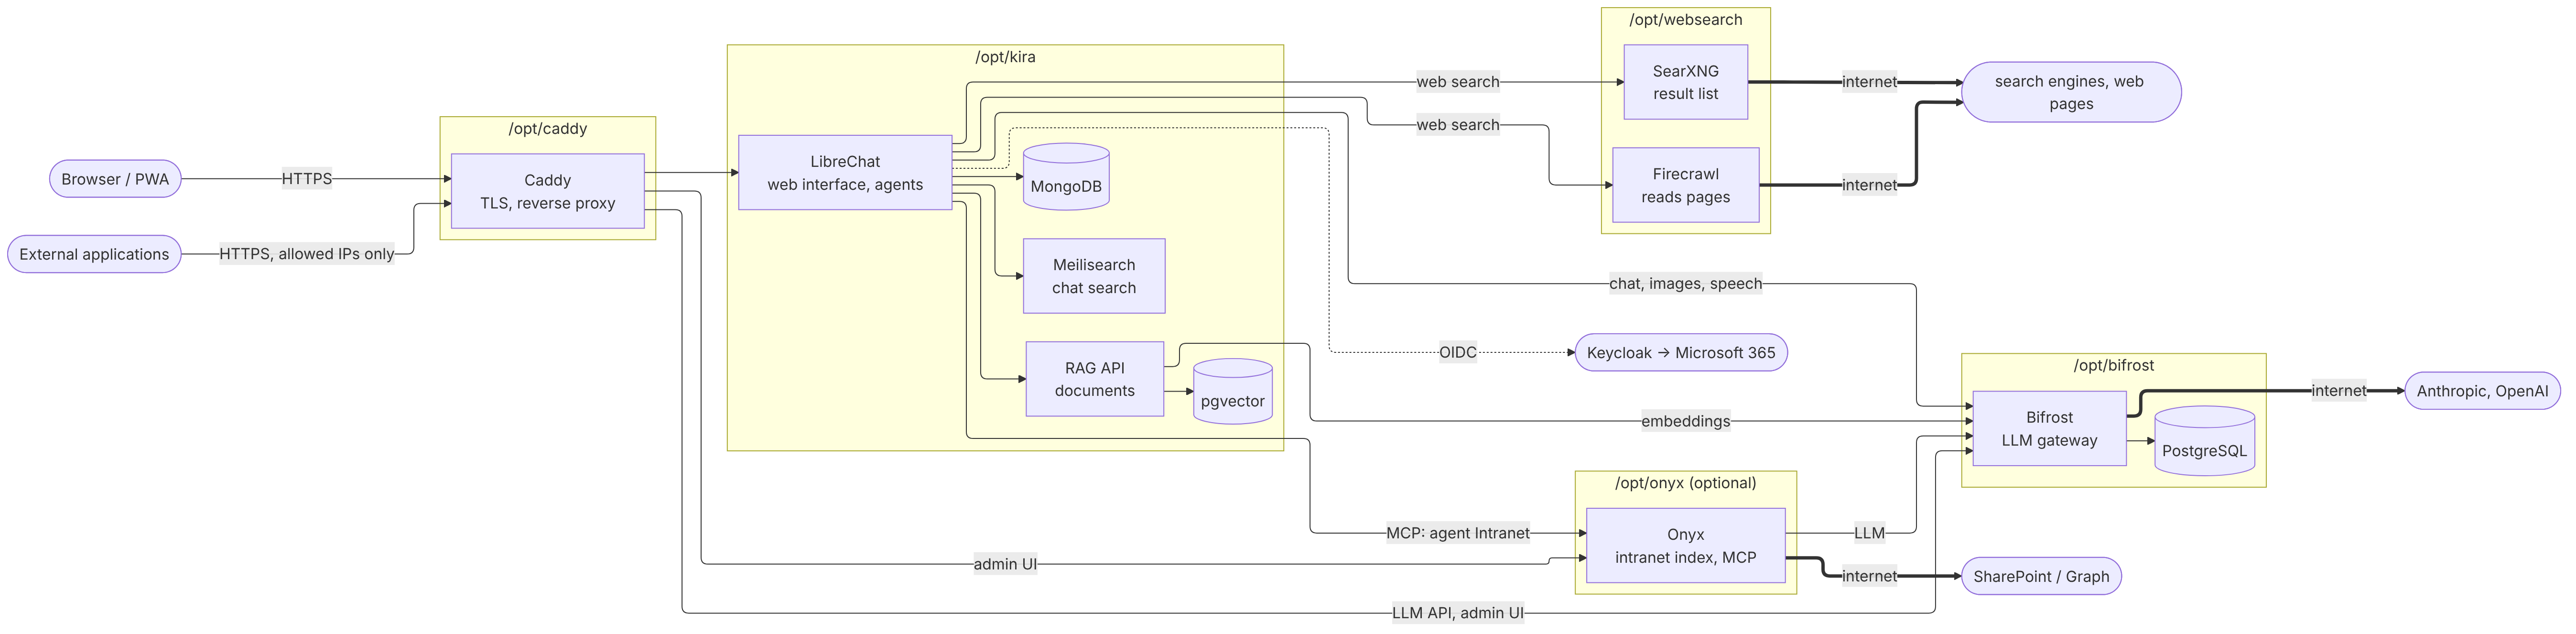 /opt/websearch
/opt/kira
SearXNG
result list
internet
search engines, web
pages
web search
web search
/opt/caddy
LibreChat
web interface, agents
MongoDB
Firecrawl
reads pages
internet
Browser / PWA
HTTPS
Caddy
TLS, reverse proxy
External applications
HTTPS, allowed IPs only
Meilisearch
chat search
chat, images, speech
OIDC
Keycloak → Microsoft 365
RAG API
documents
pgvector
/opt/bifrost
Bifrost
LLM gateway
PostgreSQL
internet
Anthropic, OpenAI
embeddings
/opt/onyx (optional)
MCP: agent Intranet
Onyx
intranet index, MCP
LLM
admin UI
internet
SharePoint / Graph
LLM API, admin UI